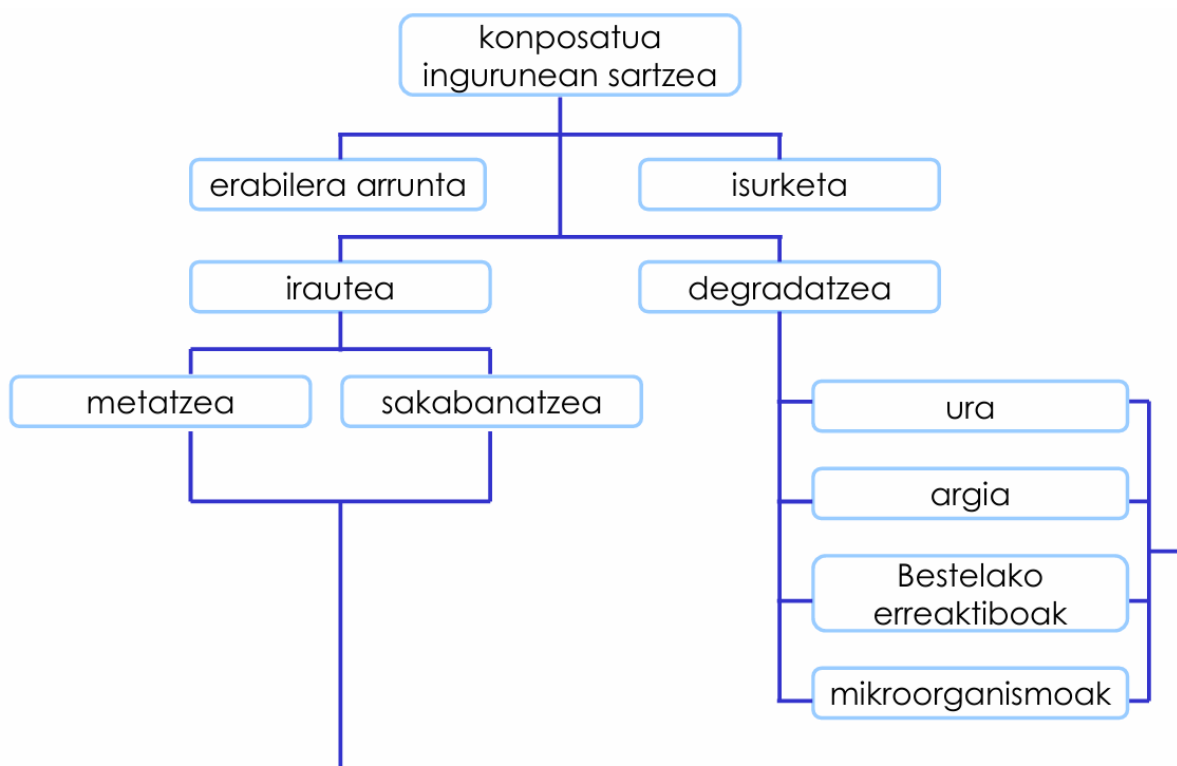 konposatua
ingurunean sartzea
erabilera arrunta
isurketa
irautea
degradatzea
metatzea
sakabanatzea
ura
argia
Bestelako
erreaktiboak
mikroorganismoak